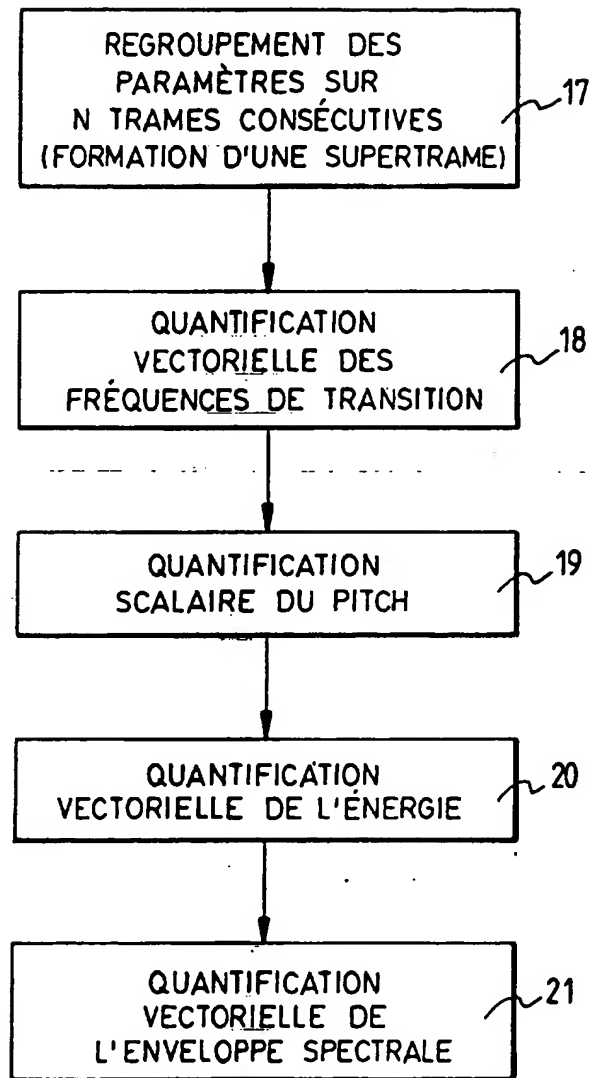 REGROUPEMENT DES
PARAMÈTRES SUR
N TRAMES CONSÉCUTIVES
(FORMATION D'UNE SUPERTRAME)
17
QUANTIFICATION
VECTORIELLE DES
FRÉQUENCES DE TRANSITION
18
QUANTIFICATION
SCALAIRE DU PITCH
19
QUANTIFICATION
VECTORIELLE DE L'ÉNERGIE
20
QUANTIFICATION
VECTORIELLE DE
L'ENVELOPPE SPECTRALE
21